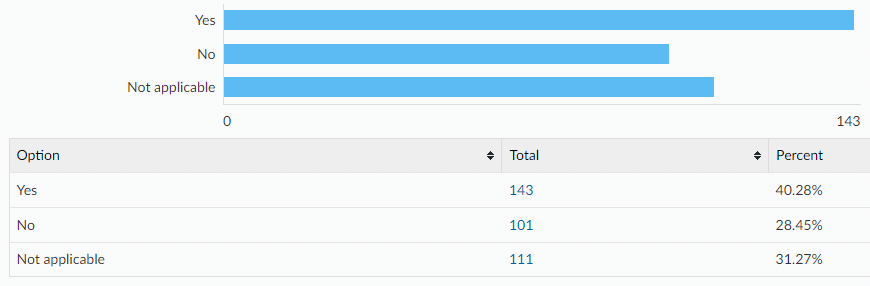 Yes
No
Not applicable
0 143
Option Total Percent
Yes 143 40.28%
No 101 28.45%
Not applicable 111 31.27%